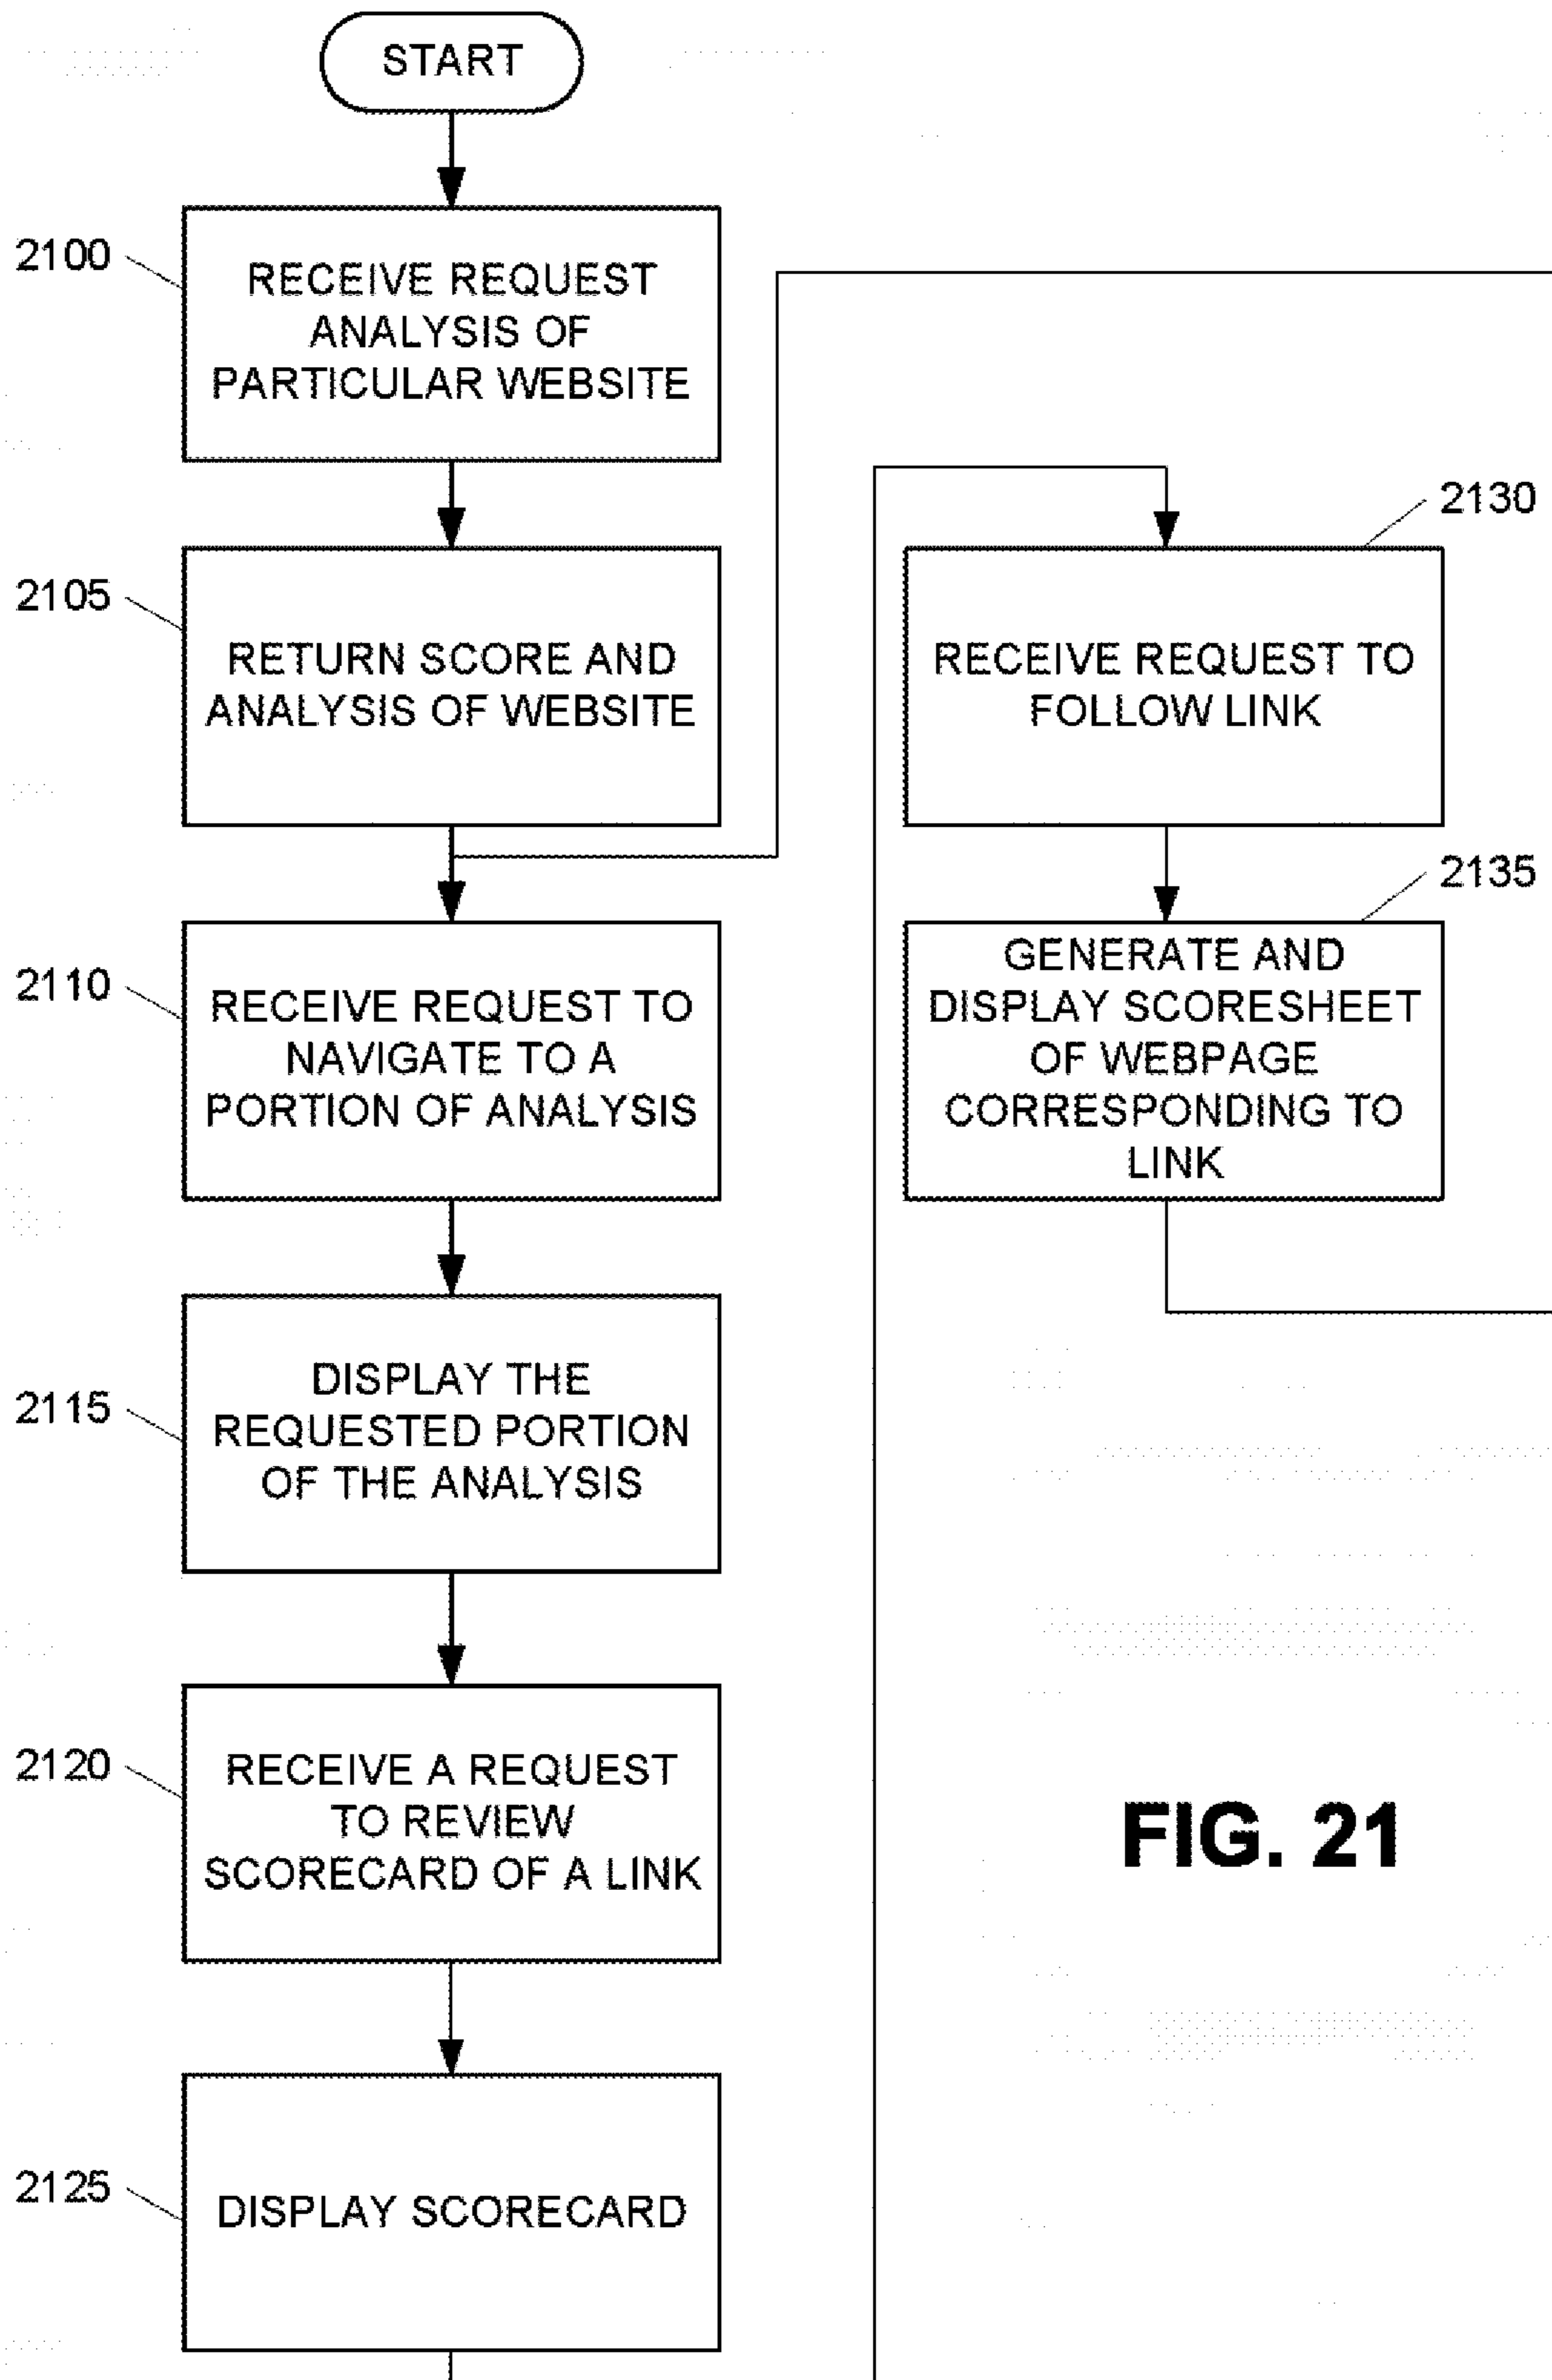 START
2100
RECEIVE REQUEST
ANALYSIS OF
PARTICULAR WEBSITE
2105
RETURN SCORE AND
ANALYSIS OF WEBSITE
2110
RECEIVE REQUEST TO
NAVIGATE TO A
PORTION OF ANALYSIS
2115
DISPLAY THE
REQUESTED PORTION
OF THE ANALYSIS
2120
RECEIVE A REQUEST
TO REVIEW
SCORECARD OF A LINK
2125
DISPLAY SCORECARD
2130
RECEIVE REQUEST TO
FOLLOW LINK
2135
GENERATE AND
DISPLAY SCORESHEET
OF WEBPAGE
CORRESPONDING TO
LINK
FIG. 21